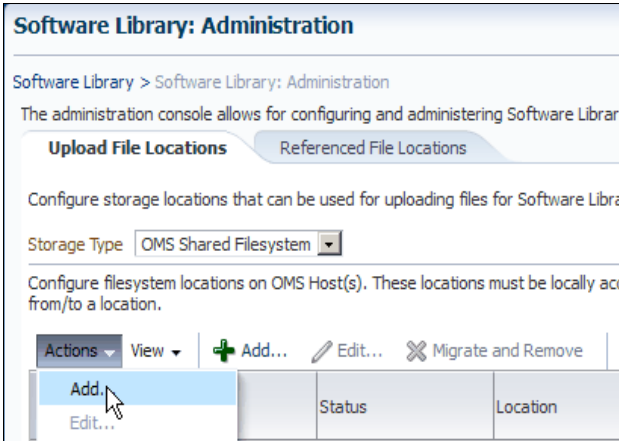 Software Library: Administration
Software Library > Software Library: Administration
The administration console allows for configuring and administering Software
Upload File Locations Referenced File Locations
Configure storage locations that can be used for uploading files for Software
Storage Type OMS Shared Filesystem
Configure filesystem locations on OMS Host(s). These locations must be locally
from/to a location.
Actions View Add... Edit... Migrate and Remove
Add...
Status Location
Edit...